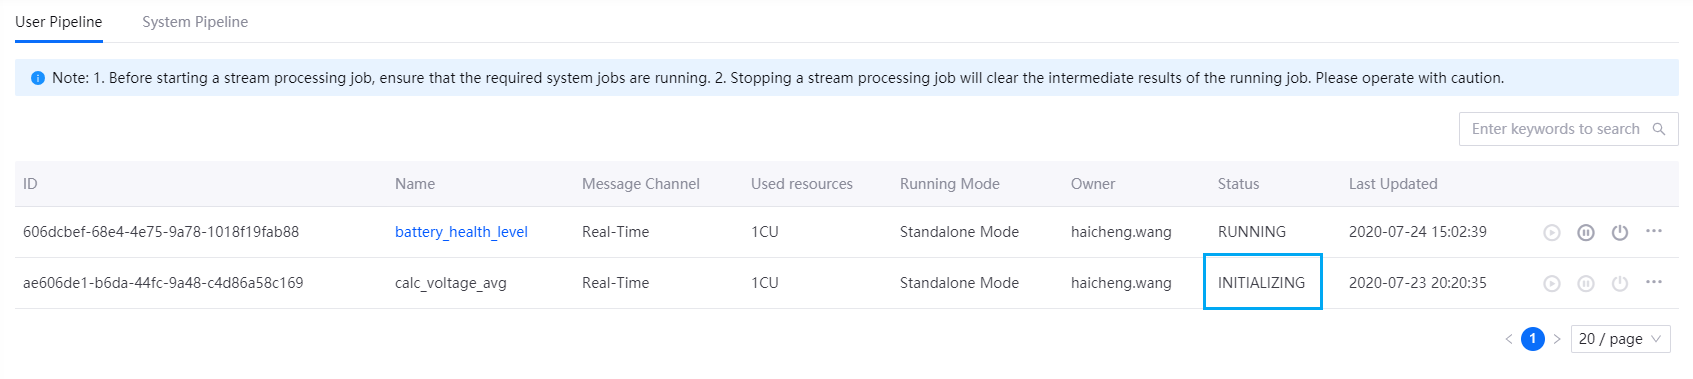 User Pipeline System Pipeline
Note: 1. Before starting a stream processing job, ensure that the required system jobs are running. 2. Stopping a stream processing job will clear the intermediate results of the running job. Please operate with caution.
Enter keywords to search
ID Name Message Channel Used resources Running Mode Owner Status Last Updated
606dcbef-68e4-4e75-9a78-1018f19fab88 battery_health_level Real-Time 1CU Standalone Mode haicheng.wang RUNNING 2020-07-24 15:02:39
ae606de1-b6da-44fc-9a48-c4d86a58c169 calc_voltage_avg Real-Time 1CU Standalone Mode haicheng.wang INITIALIZING 2020-07-23 20:20:35
1 20 / page